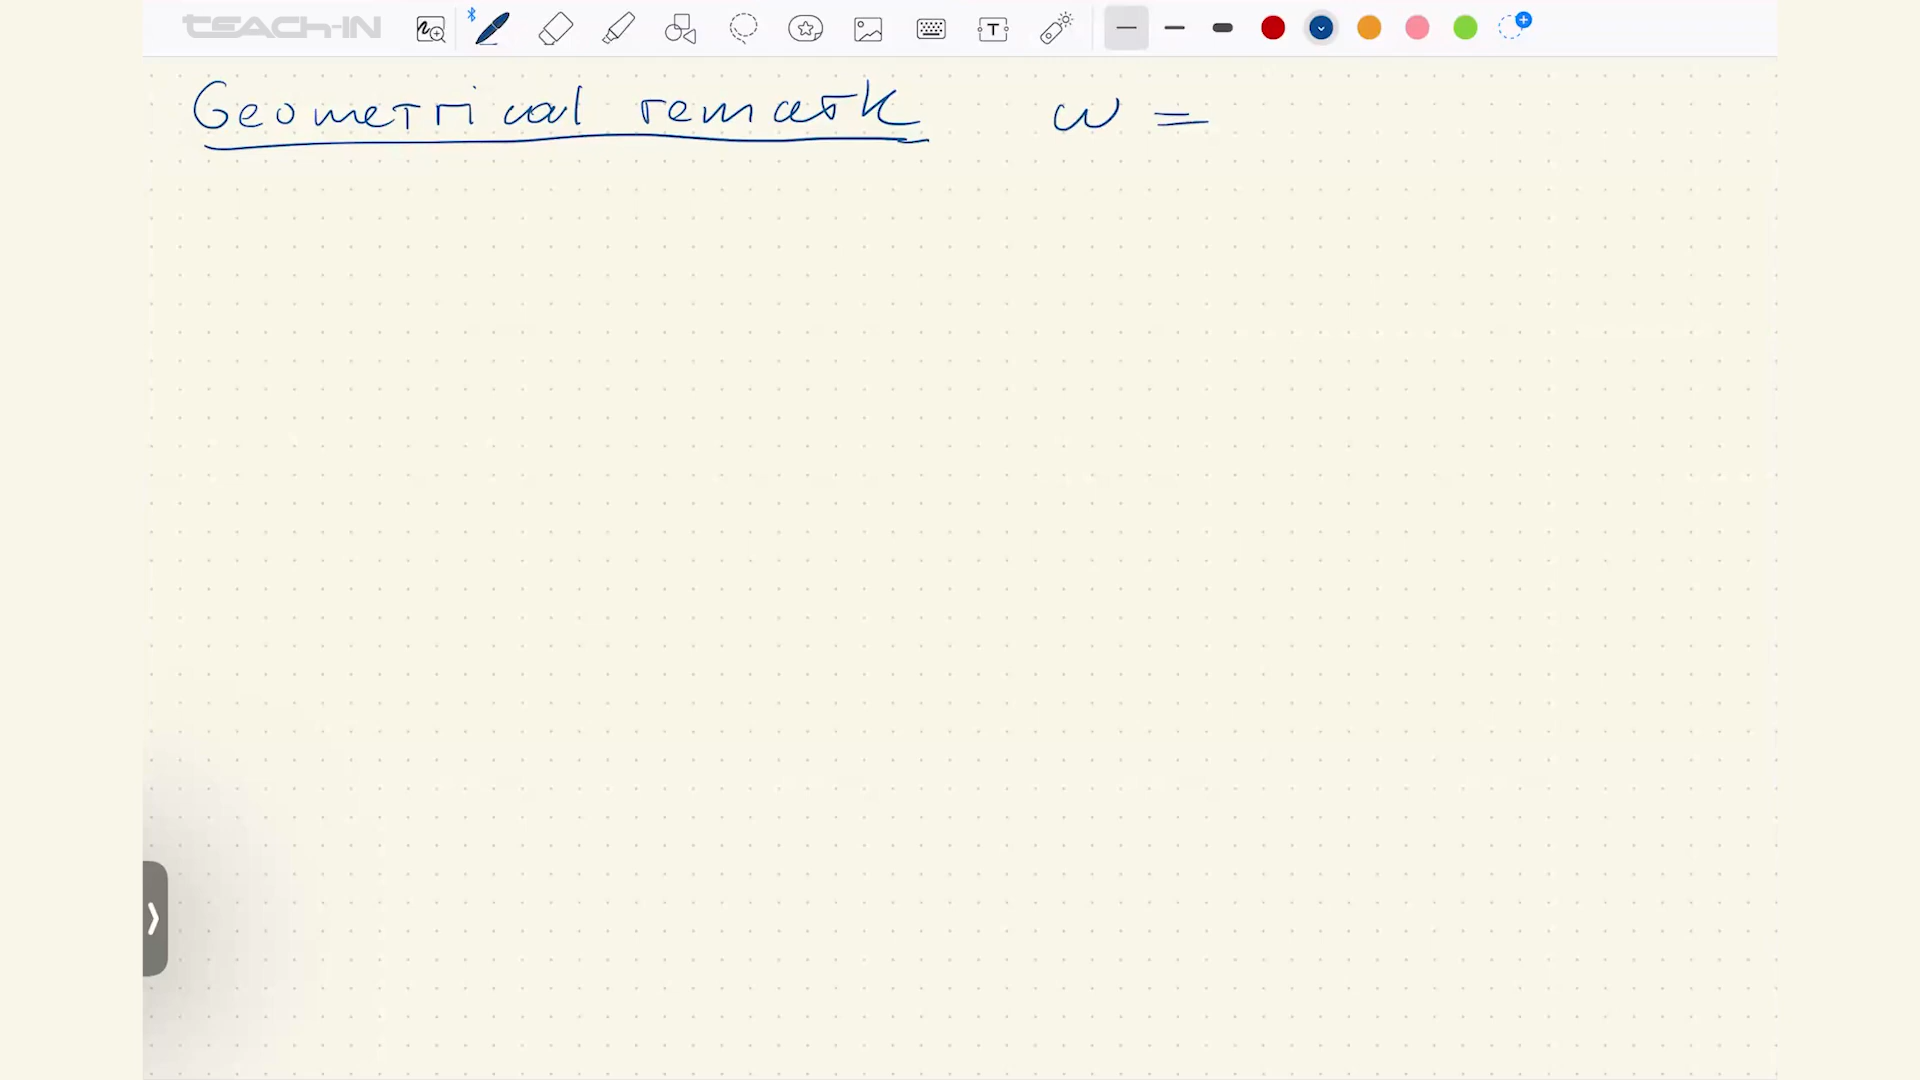 teach-in
Geometrical remark w =